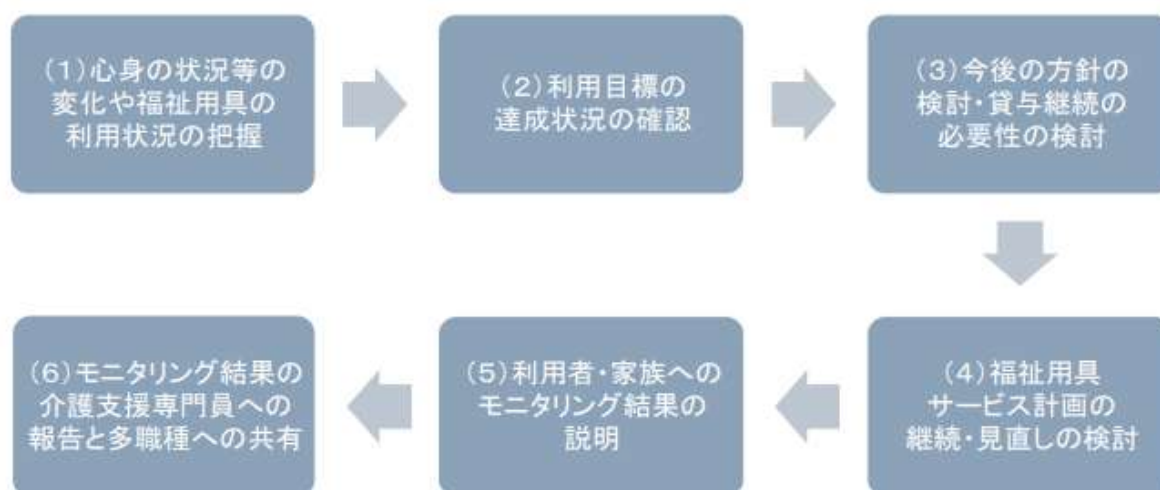 (1)心身の状況等の
変化や福祉用具の
利用状況の把握
(2)利用目標の
達成状況の確認
(3)今後の方針の
検討・貸与継続の
必要性の検討
(4)福祉用具
サービス計画の
継続・見直しの検討
(5)利用者・家族への
モニタリング結果の
説明
(6)モニタリング結果の
介護支援専門員への
報告と多職種への共有